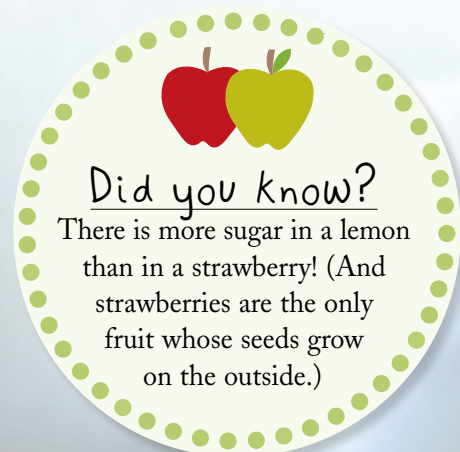 Did you know?
There is more sugar in a lemon
than in a strawberry! (And
strawberries are the only
fruit whose seeds grow
on the outside.)